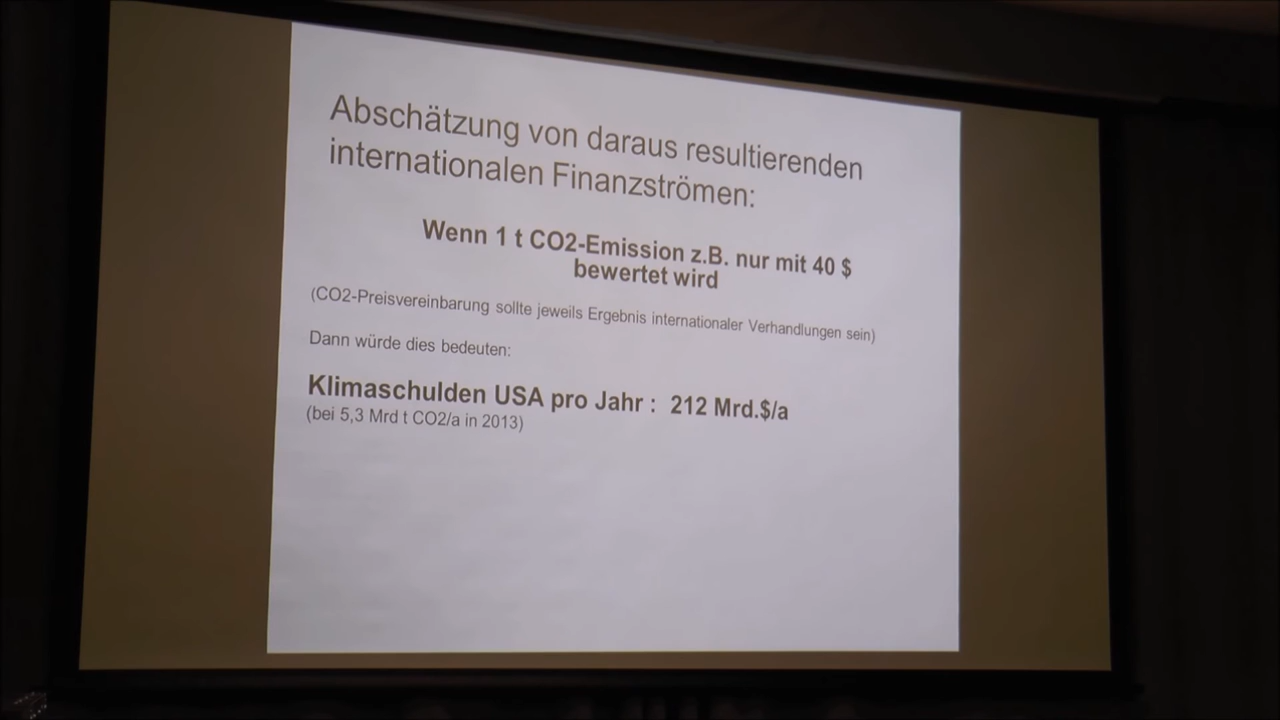 Abschätzung von daraus resultierenden
internationalen Finanzströmen:
Wenn 1 t CO2-Emission z.B. nur mit 40 $
bewertet wird
(CO2-Preisvereinbarung sollte jeweils Ergebnis internationaler Verhandlungen sein)
Dann würde dies bedeuten:
Klimaschulden USA pro Jahr : 212 Mrd.$/a
(bei 5,3 Mrd t CO2/a in 2013)